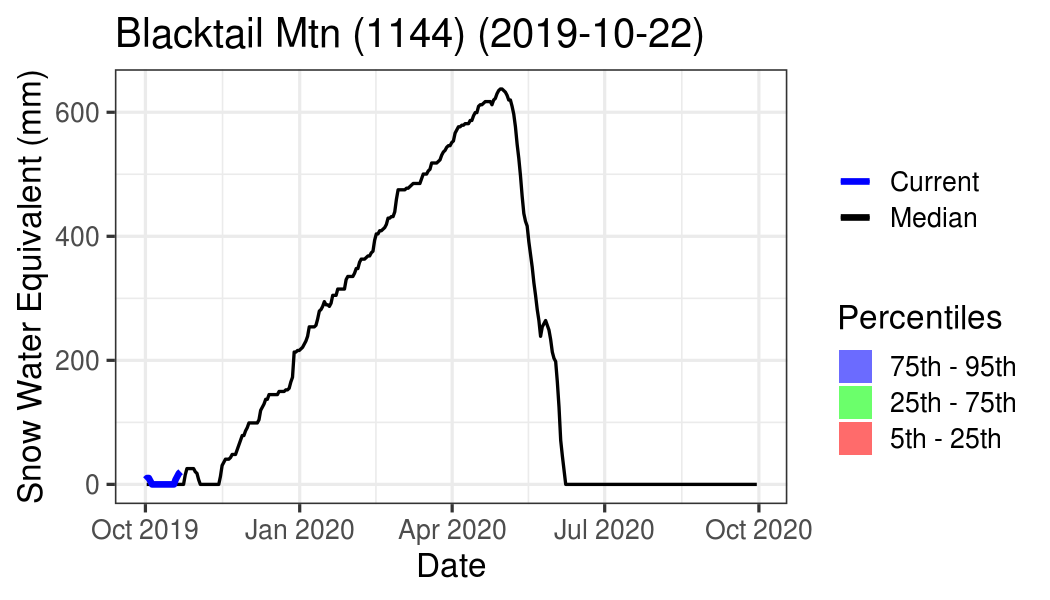 Blacktail Mtn (1144) (2019-10-22)
Snow Water Equivalent (mm)
600
400
200
0
Oct 2019
Jan 2020
Apr 2020
Jul 2020
Oct 2020
Date
Current
Median
Percentiles
75th - 95th
25th - 75th
5th - 25th